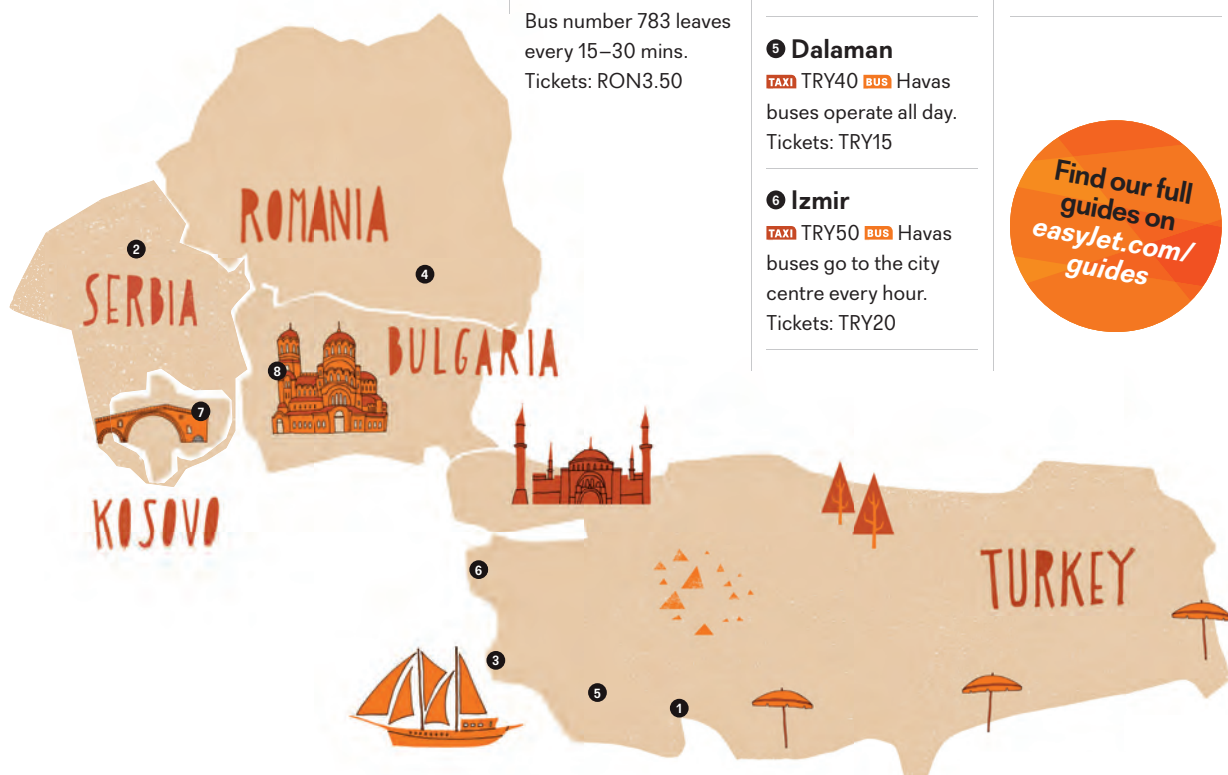 Bus number 783 leaves
every 15–30 mins.
Tickets: RON3.50
5 Dalaman
TAXI TRY40 BUS Havas
buses operate all day.
Tickets: TRY15
6 Izmir
TAXI TRY50 BUS Havas
buses go to the city
centre every hour.
Tickets: TRY20
Find our full
guides on
easyJet.com/
guides
ROMANIA
2
4
SERBIA
BULGARIA
8
7
KOSOVO
TURKEY
6
3
5
1